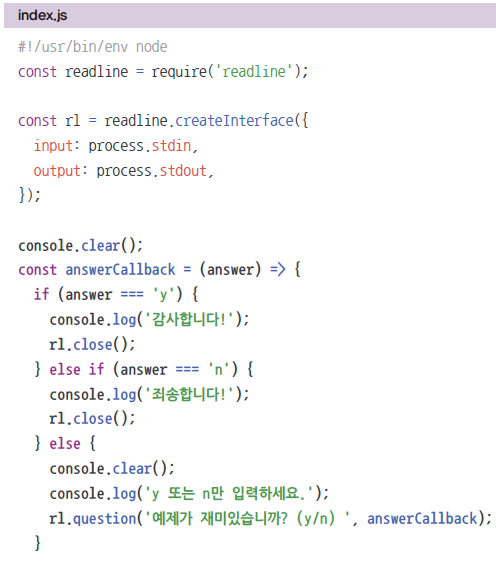 index.js
#!/usr/bin/env node
const readline = require('readline');
const rl = readline.createInterface({
input: process.stdin,
output: process.stdout,
});
console.clear();
const answerCallback = (answer) => {
if (answer === 'y') {
console.log('감사합니다!');
rl.close();
} else if (answer === 'n') {
console.log('죄송합니다!');
rl.close();
} else {
console.clear();
console.log('y 또는 n만 입력하세요.');
rl.question('예제가 재미있습니까? (y/n) ', answerCallback);
}